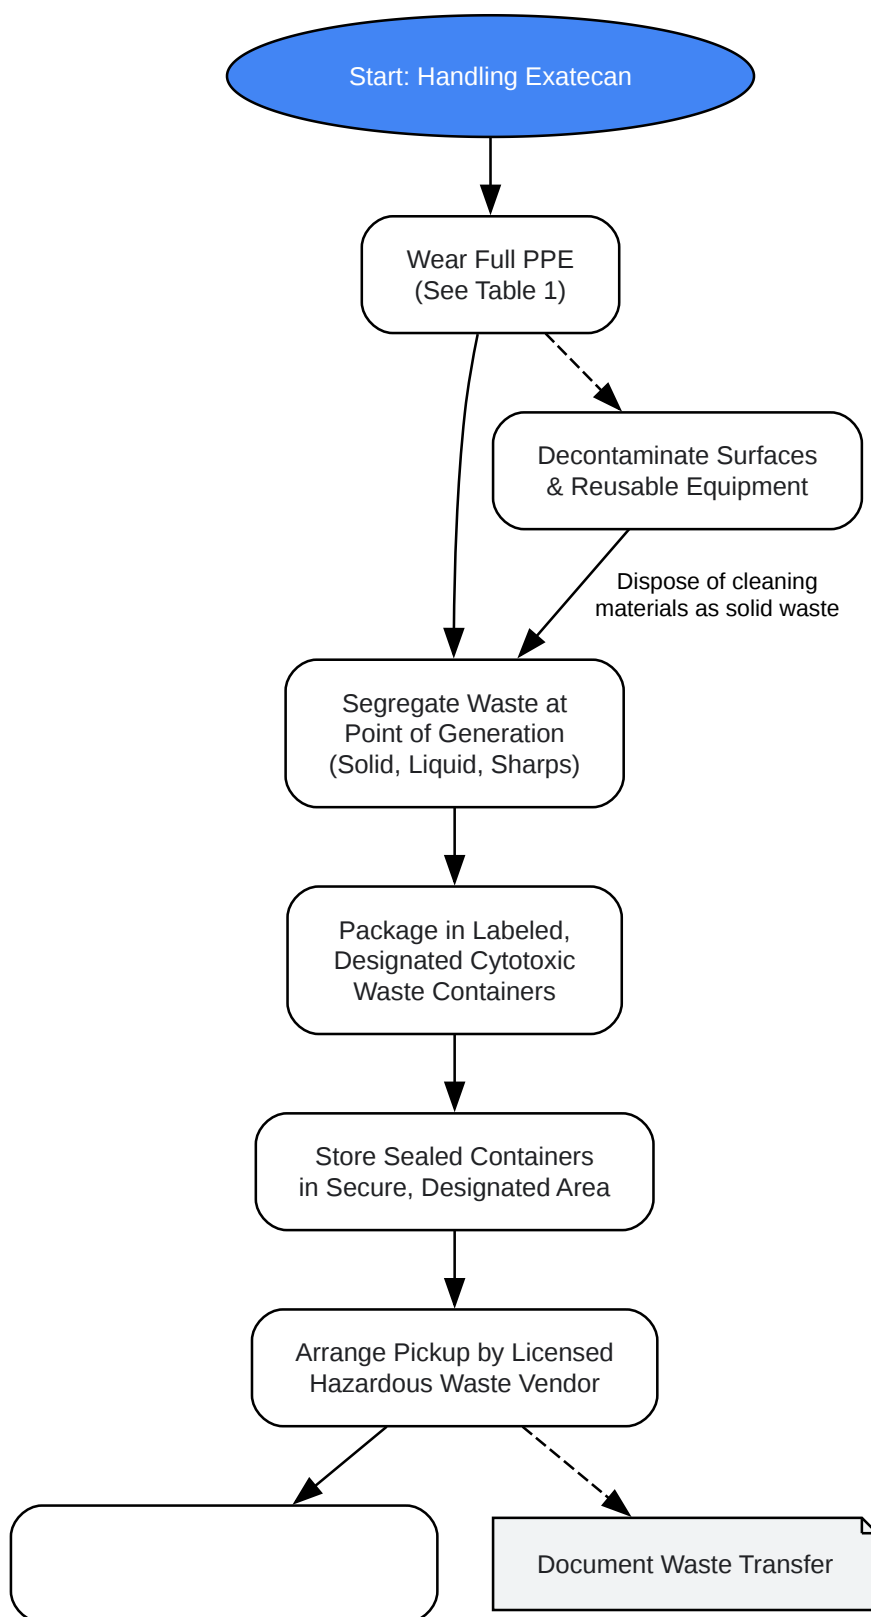 Start: Handling Exatecan
Wear Full PPE
(See Table 1)
Decontaminate Surfaces
& Reusable Equipment
Dispose of cleaning
materials as solid waste
Segregate Waste at
Point of Generation
(Solid, Liquid, Sharps)
Package in Labeled,
Designated Cytotoxic
Waste Containers
Store Sealed Containers
in Secure, Designated Area
Arrange Pickup by Licensed
Hazardous Waste Vendor
Document Waste Transfer